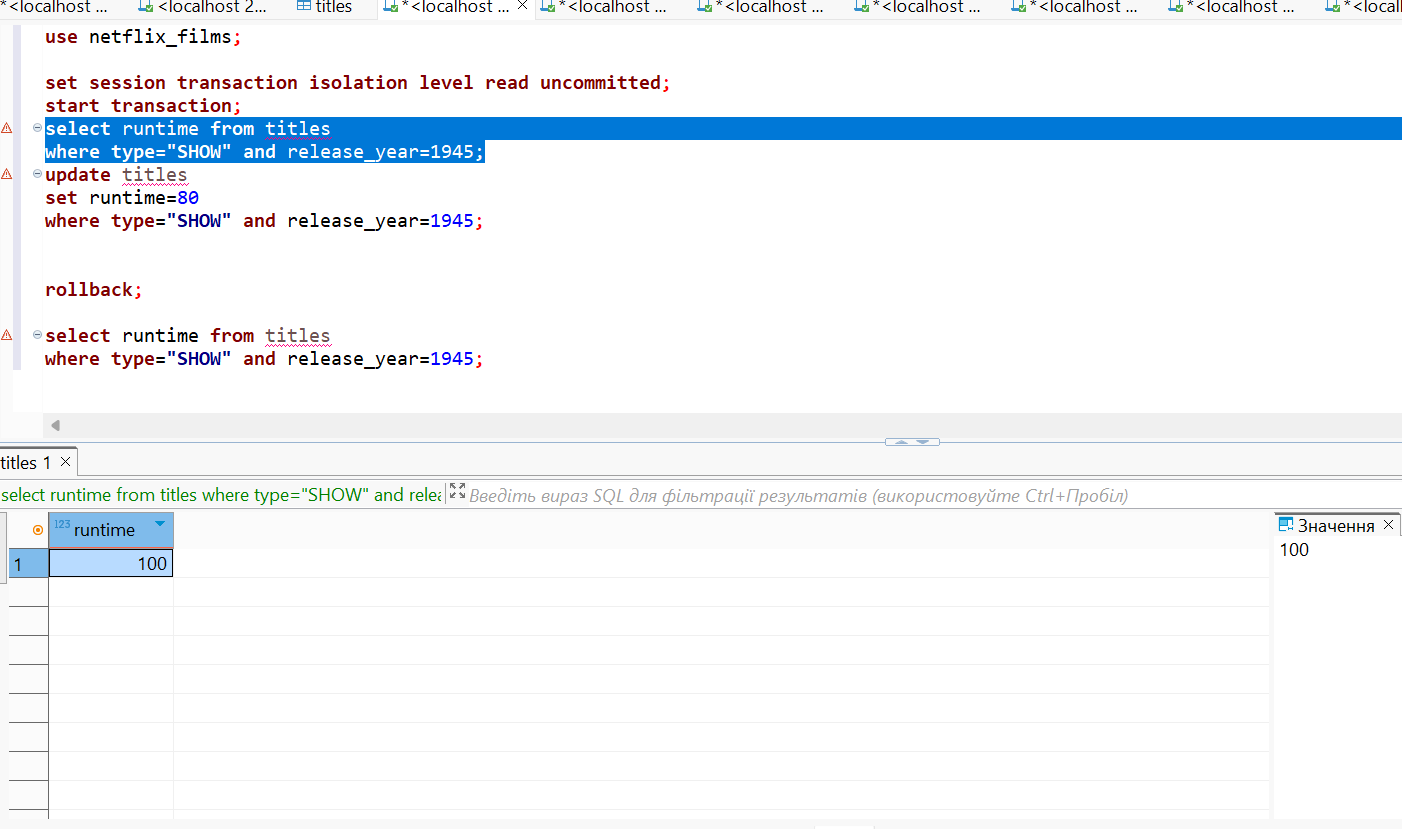 *<localhost ... <localhost 2... titles *<localhost ... *<localhost ... *<localhost ... *<localhost ... *<localhost ... *<localhost ... *<local
use netflix_films;
set session transaction isolation level read uncommitted;
start transaction;
select runtime from titles
where type="SHOW" and release_year=1945;
update titles
set runtime=80
where type="SHOW" and release_year=1945;
rollback;
select runtime from titles
where type="SHOW" and release_year=1945;
titles 1
select runtime from titles where type="SHOW" and relea Введіть вираз SQL для фільтрації результатів (використовуйте Ctrl+Пробіл)
123 runtime
Значення
1 100
100